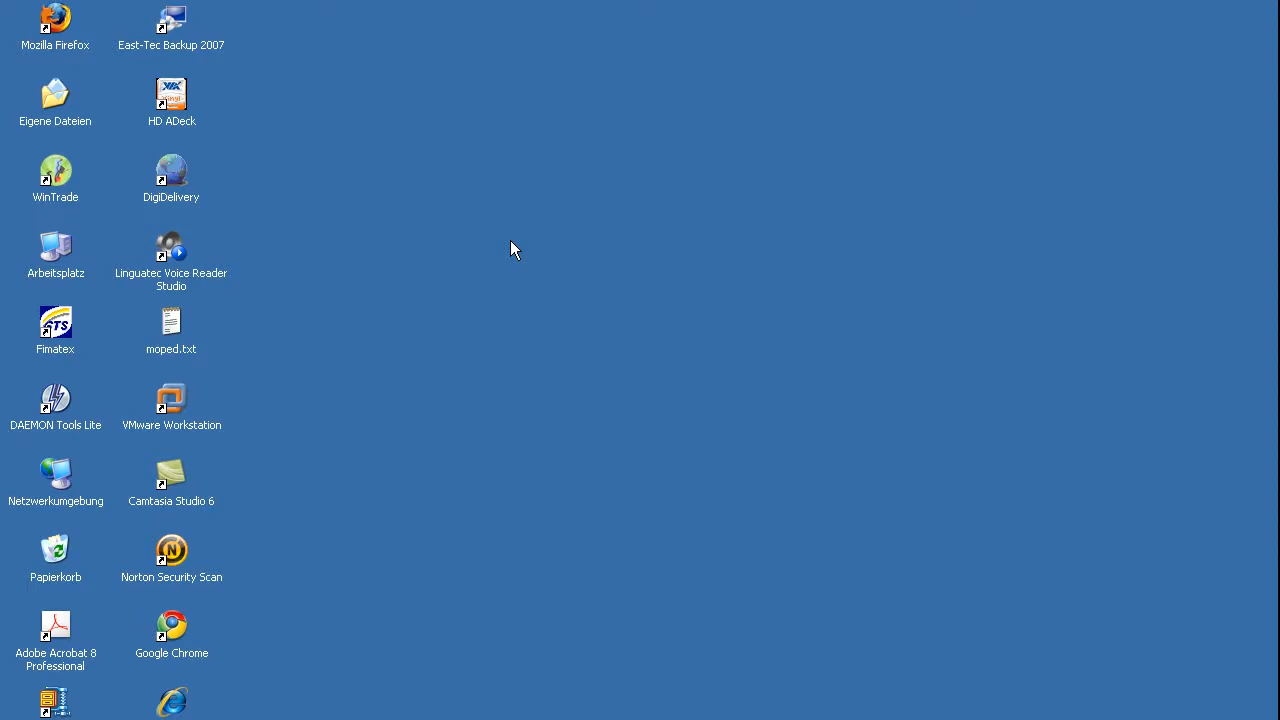 Mozilla Firefox
East-Tec Backup 2007
Eigene Dateien
HD ADeck
WinTrade
DigiDelivery
Arbeitsplatz
Linguatec Voice Reader
Studio
GTS
Fimatex
moped.txt
DAEMON Tools Lite
VMware Workstation
Netzwerkumgebung
Camtasia Studio 6
Papierkorb
N
Norton Security Scan
Adobe Acrobat 8
Professional
Google Chrome